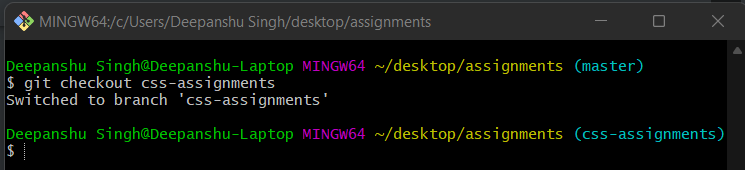 MINGW64:/c/Users/Deepanshu Singh/desktop/assignments
Deepanshu Singh@Deepanshu-Laptop MINGW64 ~/desktop/assignments (master)
$ git checkout css-assignments
Switched to branch 'css-assignments'
Deepanshu Singh@Deepanshu-Laptop MINGW64 ~/desktop/assignments (css-assignments)
$